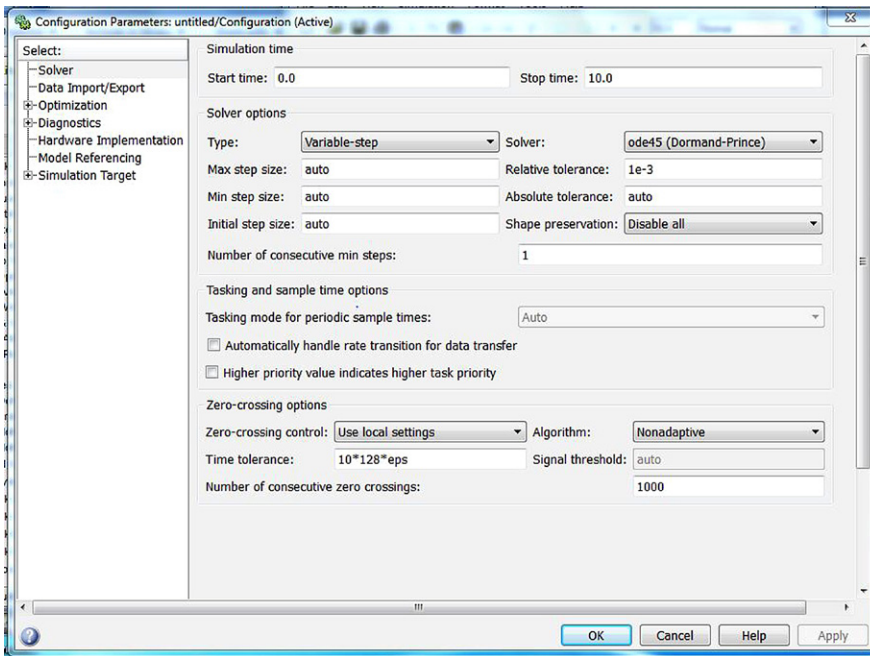 Configuration Parameters: untitled/Configuration (Active)
Select:
Solver
Data Import/Export
Optimization
Diagnostics
Hardware Implementation
Model Referencing
Simulation Target
Simulation time
Start time: 0.0 Stop time: 10.0
Solver options
Type: Variable-step Solver: ode45 (Dormand-Prince)
Max step size: auto Relative tolerance: 1e-3
Min step size: auto Absolute tolerance: auto
Initial step size: auto Shape preservation: Disable all
Number of consecutive min steps: 1
Tasking and sample time options
Tasking mode for periodic sample times: Auto
Automatically handle rate transition for data transfer
Higher priority value indicates higher task priority
Zero-crossing options
Zero-crossing control: Use local settings Algorithm: Nonadaptive
Time tolerance: 10*128*eps Signal threshold: auto
Number of consecutive zero crossings: 1000
OK Cancel Help Apply